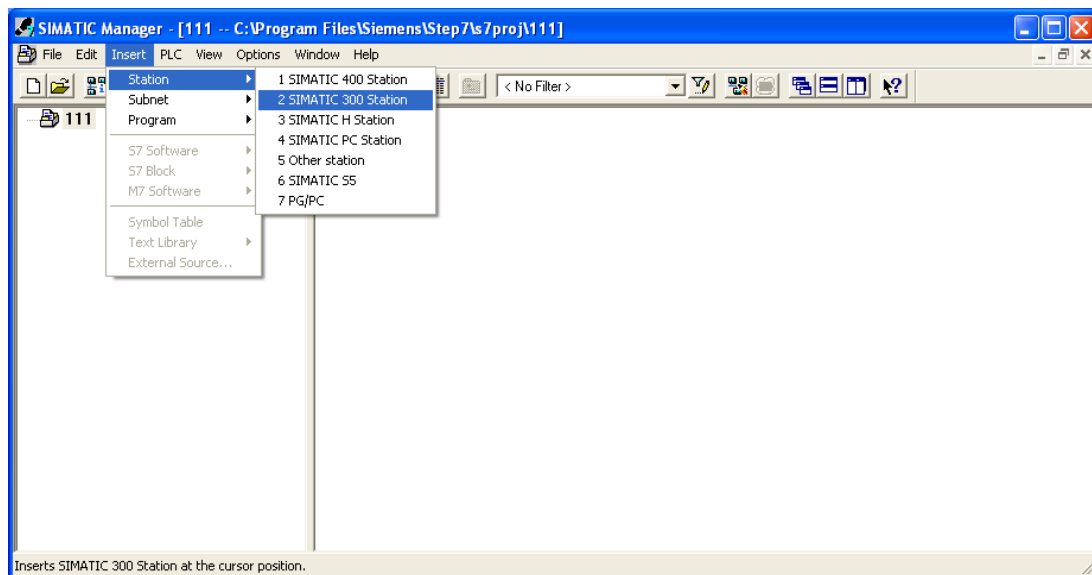 SIMATIC Manager - [111 -- C:\Program Files\Siemens\Step7\s7proj\111]
File Edit Insert PLC View Options Window Help
< No Filter >
111
Station
Subnet
Program
S7 Software
S7 Block
M7 Software
Symbol Table
Text Library
External Source...
1 SIMATIC 400 Station
2 SIMATIC 300 Station
3 SIMATIC H Station
4 SIMATIC PC Station
5 Other station
6 SIMATIC S5
7 PG/PC
Inserts SIMATIC 300 Station at the cursor position.